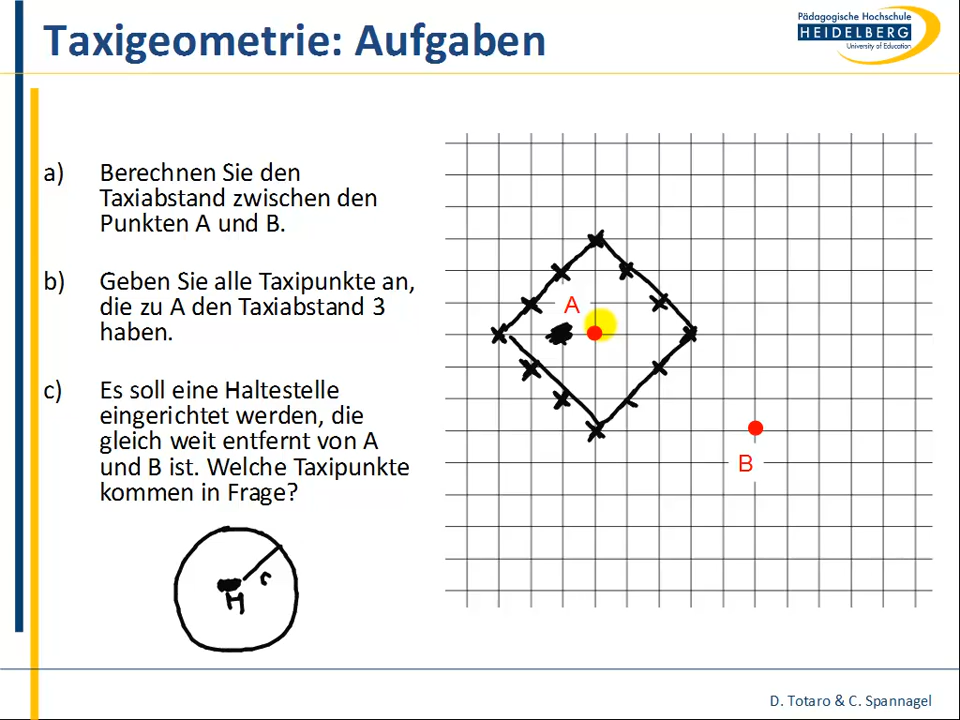 Taxigeometrie: Aufgaben
Pädagogische Hochschule
HEIDELBERG
University of Education
a) Berechnen Sie den
Taxiabstand zwischen den
Punkten A und B.
b) Geben Sie alle Taxipunkte an,
die zu A den Taxiabstand 3
haben.
c) Es soll eine Haltestelle
eingerichtet werden, die
gleich weit entfernt von A
und B ist. Welche Taxipunkte
kommen in Frage?
A
B
r
M
D. Totaro & C. Spannagel